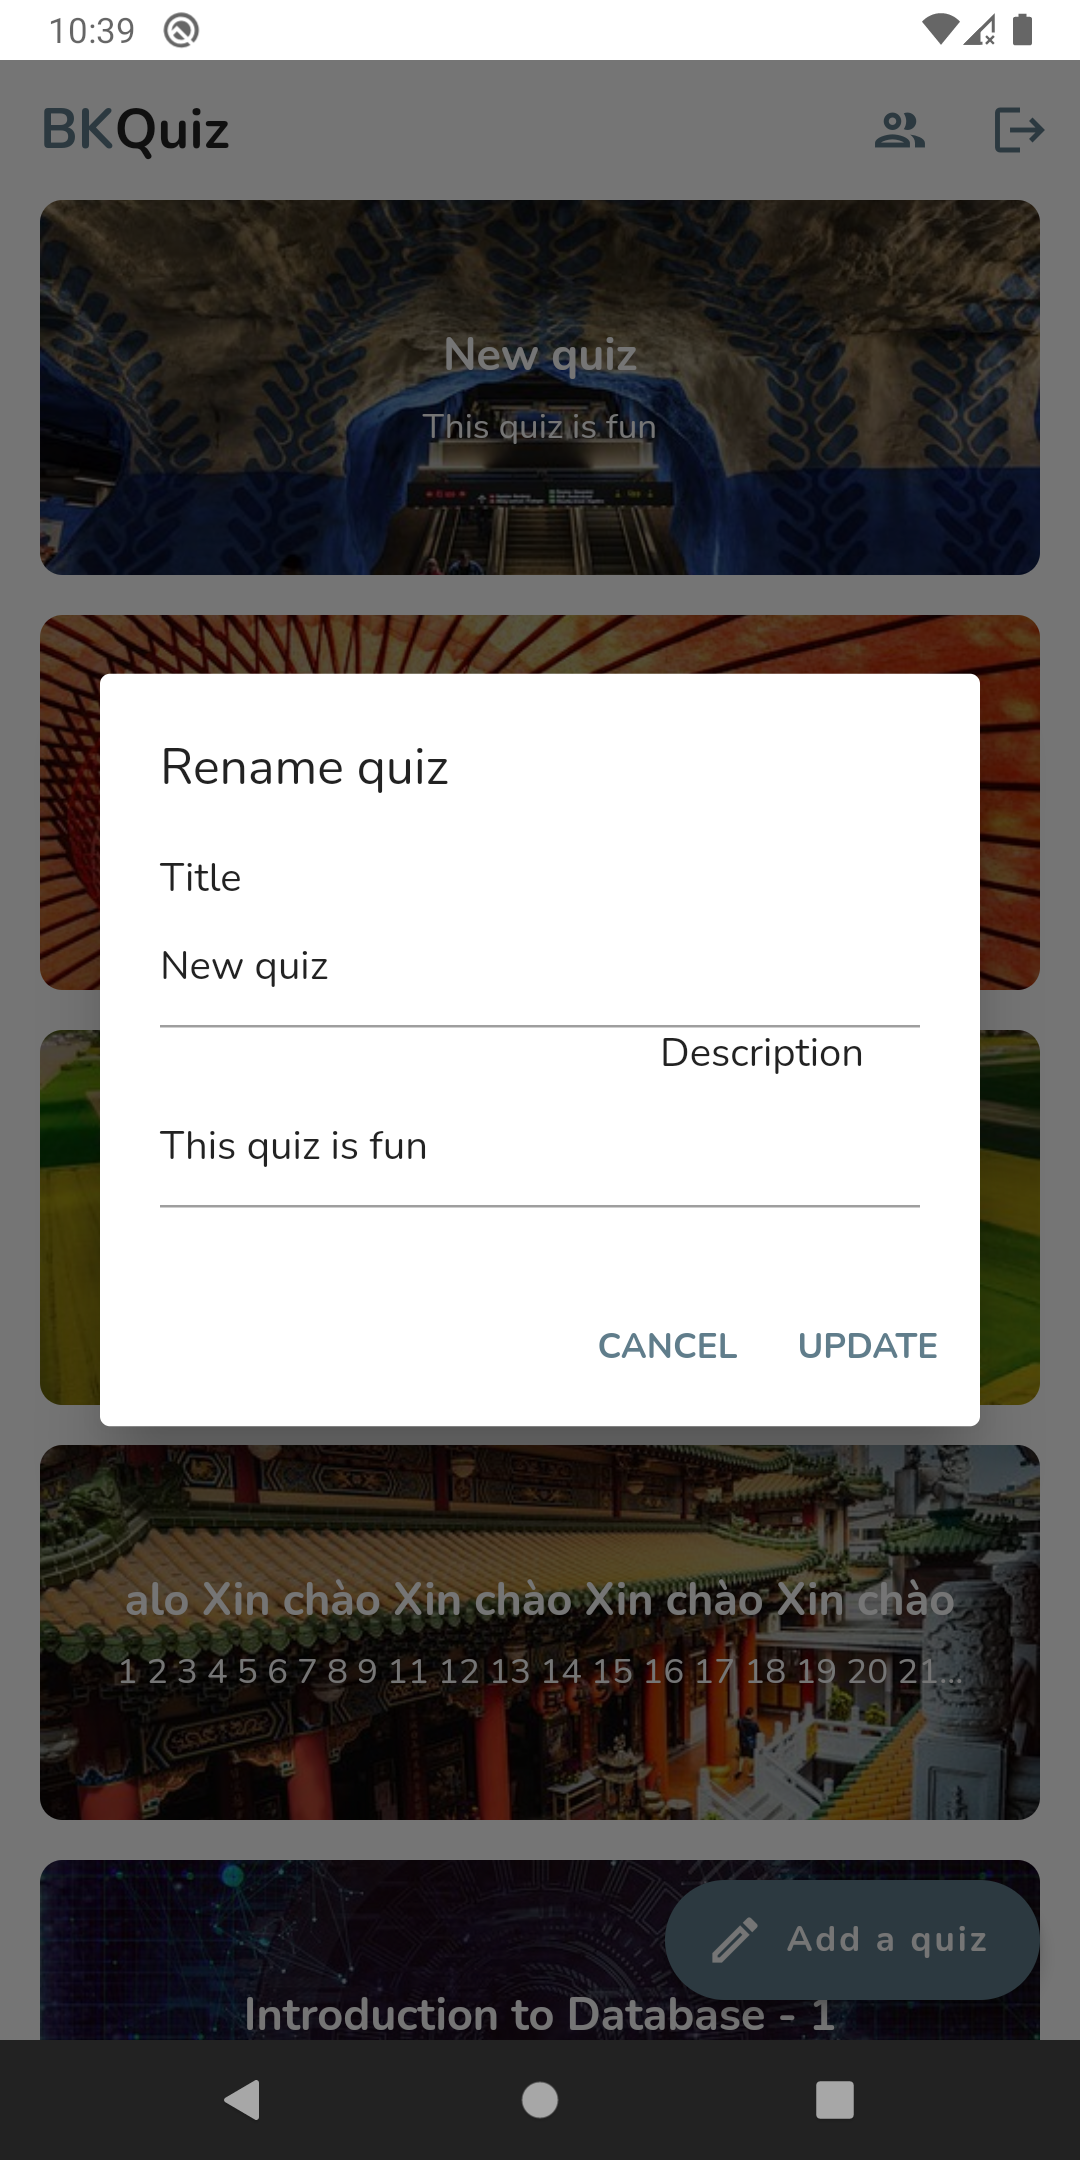 10:39
BKQuiz
New quiz
This quiz is fun
Rename quiz
Title
New quiz
Description
This quiz is fun
CANCEL
UPDATE
alo Xin chào Xin chào Xin chào Xin chào
1 2 3 4 5 6 7 8 9 11 12 13 14 15 16 17 18 19 20 21...
Add a quiz
Introduction to Database - 1